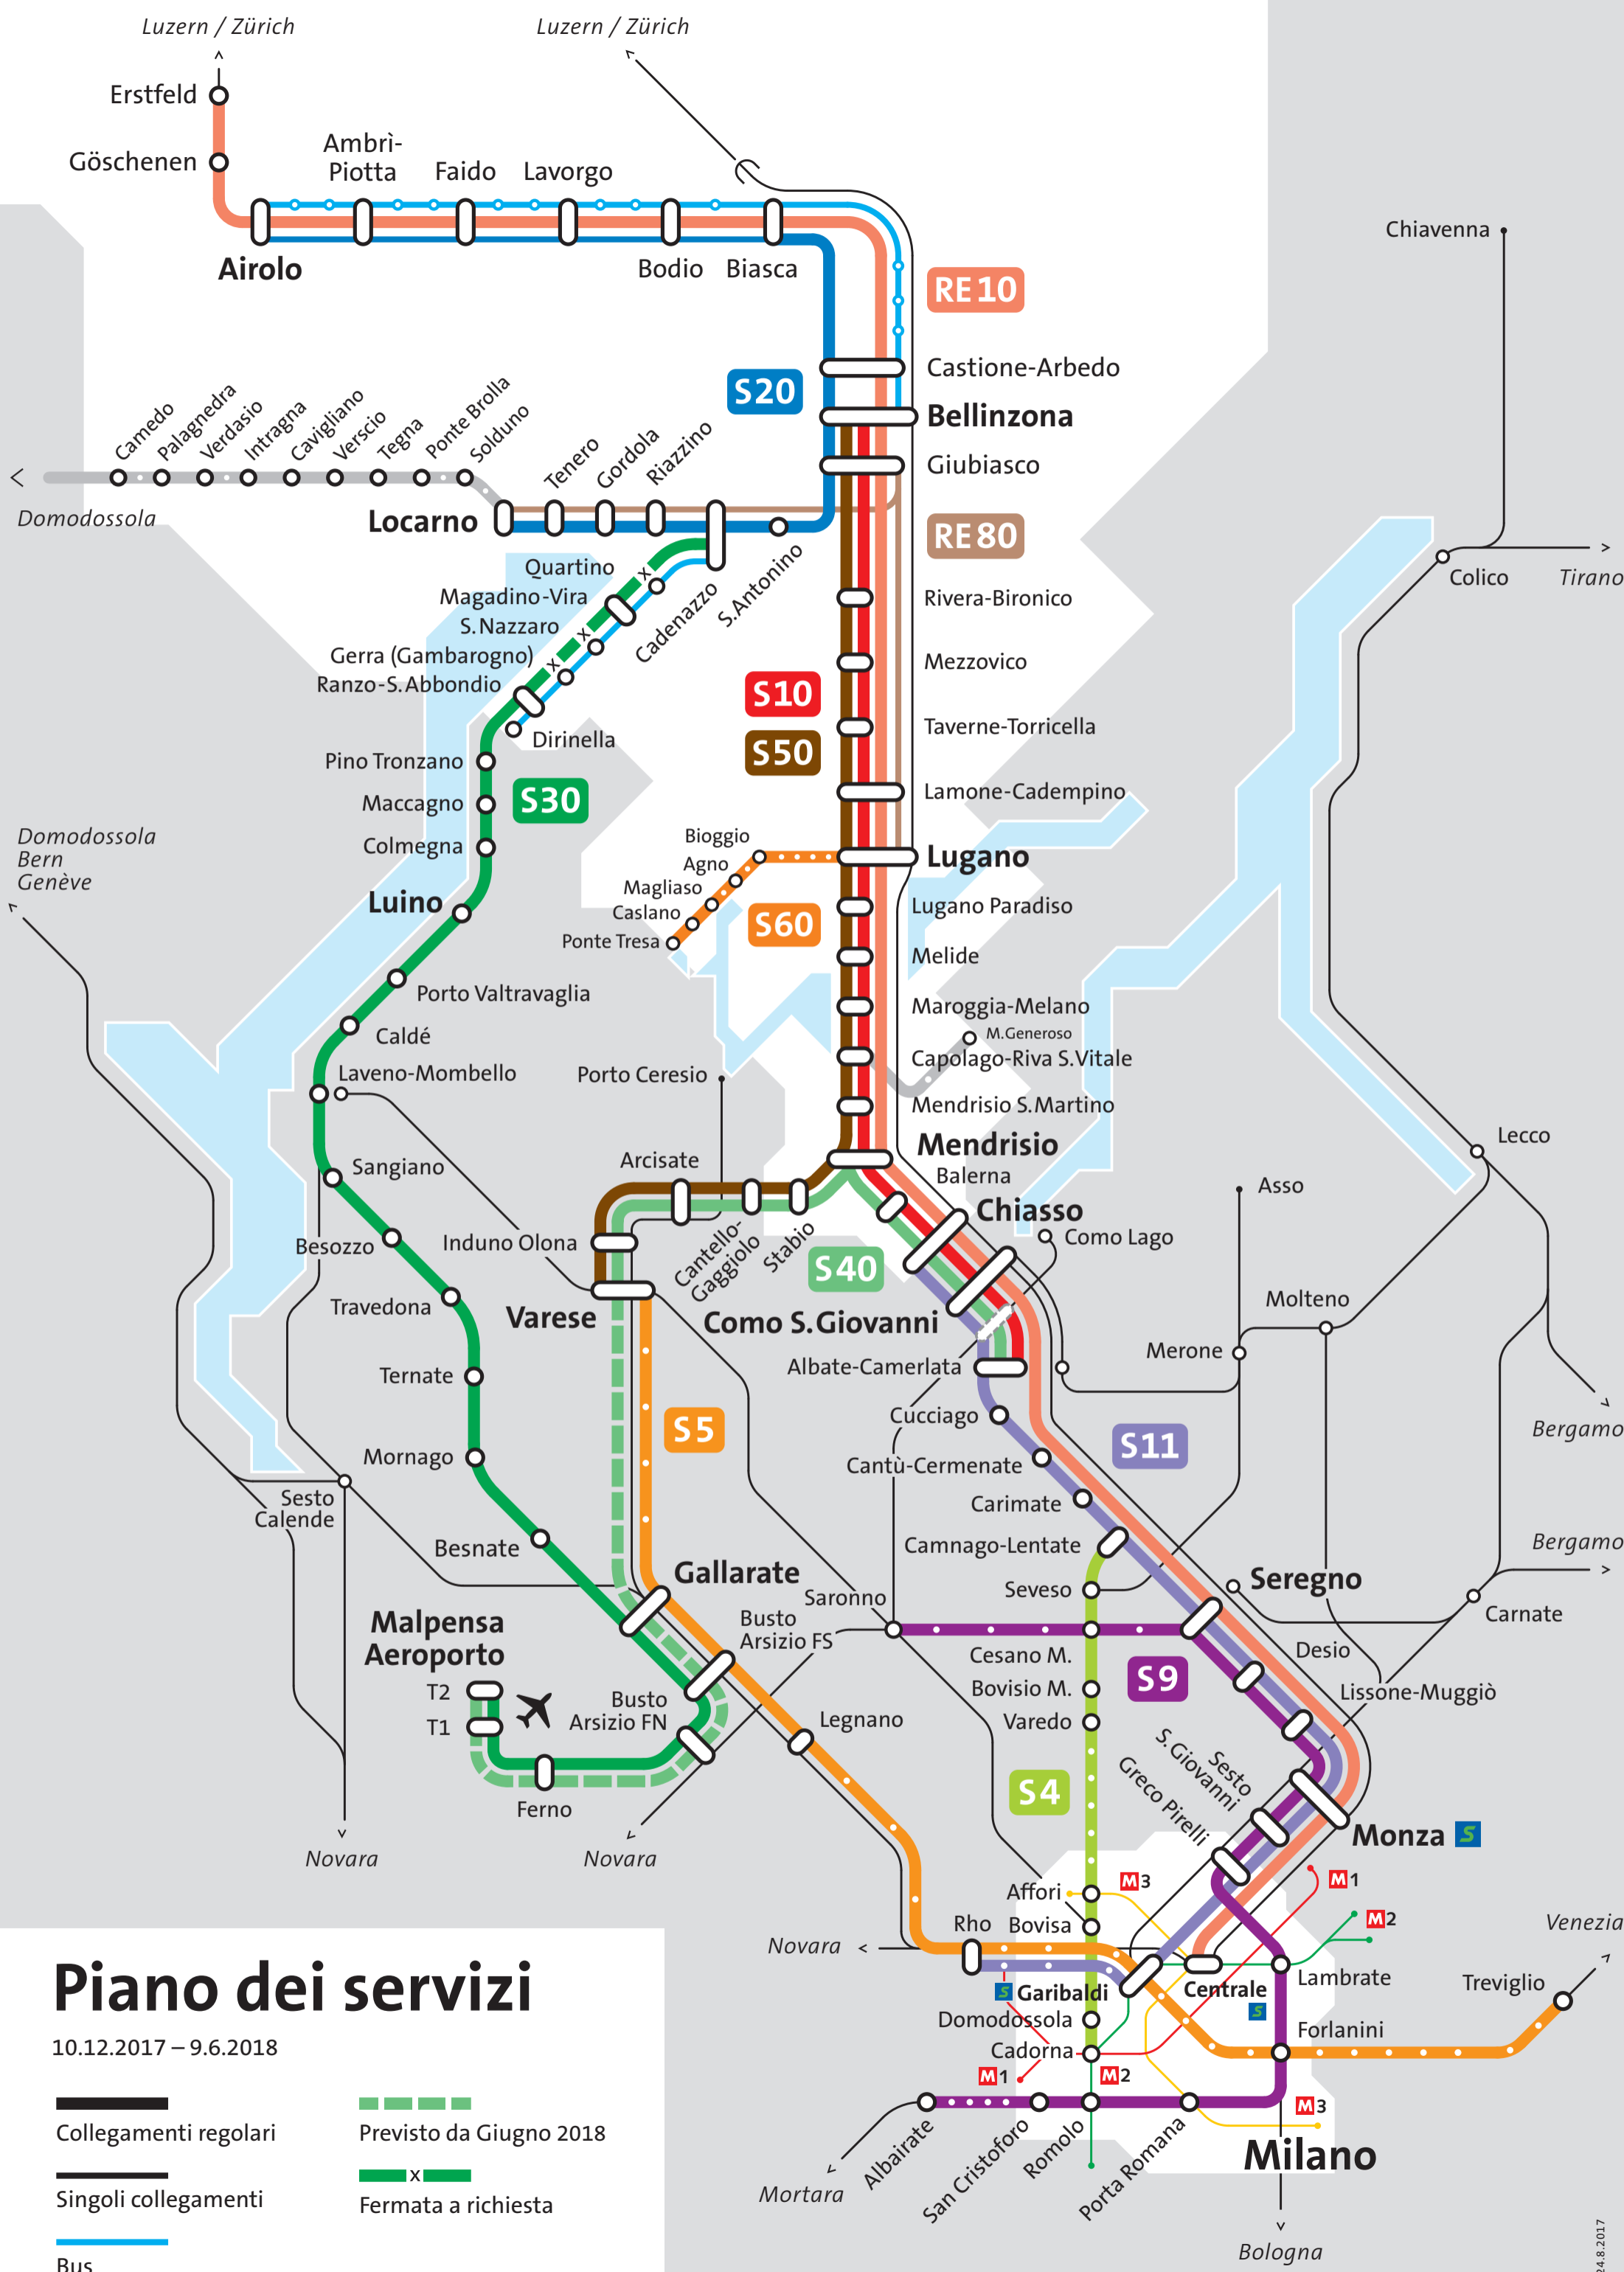 Luzern / Zürich
Luzern / Zürich
Erstfeld
Göschenen
Ambrì-
Piotta
Faido
Lavorgo
Airolo
Bodio
Biasca
Chiavenna
RE 10
Castione-Arbedo
S20
Bellinzona
Giubiasco
Camedo
Palagnedra
Verdasio
Intragna
Cavigliano
Verscio
Tegna
Ponte Brolla
Solduno
Domodossola
Locarno
Tenero
Gordola
Riazzino
RE 80
Quartino
Magadino-Vira
S.Nazzaro
Gerra (Gambarogno)
Ranzo-S.Abbondio
Cadenazzo
S.Antonino
x
x
x
Colico
Tirano
Rivera-Bironico
Mezzovico
S10
Taverne-Torricella
Dirinella
S50
Pino Tronzano
Maccagno
S30
Lamone-Cadempino
Colmegna
Domodossola
Bern
Genève
Bioggio
Agno
Magliaso
Caslano
Ponte Tresa
S60
Lugano
Luino
Lugano Paradiso
Melide
Porto Valtravaglia
Maroggia-Melano
M.Generoso
Caldé
Capolago-Riva S.Vitale
Laveno-Mombello
Porto Ceresio
Mendrisio S.Martino
Mendrisio
Lecco
Sangiano
Arcisate
Balerna
Asso
Chiasso
Besozzo
Induno Olona
Cantello-
Gaggiolo
Stabio
Como Lago
S40
Travedona
Varese
Como S.Giovanni
Molteno
Albate-Camerlata
Merone
Ternate
Cucciago
S5
S11
Bergamo
Mornago
Cantù-Cermenate
Sesto
Calende
Carimate
Besnate
Camnago-Lentate
Bergamo
Gallarate
Seveso
Seregno
Saronno
Carnate
Malpensa
Aeroporto
Busto
Arsizio FS
Cesano M.
Desio
T2
T1
Bovisio M.
S9
Lissone-Muggiò
Busto
Arsizio FN
Legnano
Varedo
Sesto
S.Giovanni
Greco Pirelli
S4
Ferno
Monza S
Novara
Novara
Affori
M3
M1
M2
Rho
Bovisa
Venezia
Novara
Lambrate
Treviglio
S Garibaldi
Centrale
S
Domodossola
Forlanini
Cadorna
M1
M2
M3
Albairate
San Cristoforo
Romolo
Porta Romana
Milano
Mortara
Bologna
Piano dei servizi
10.12.2017 – 9.6.2018
Collegamenti regolari
Previsto da Giugno 2018
x
Singoli collegamenti
Fermata a richiesta
Bus
24.8.2017